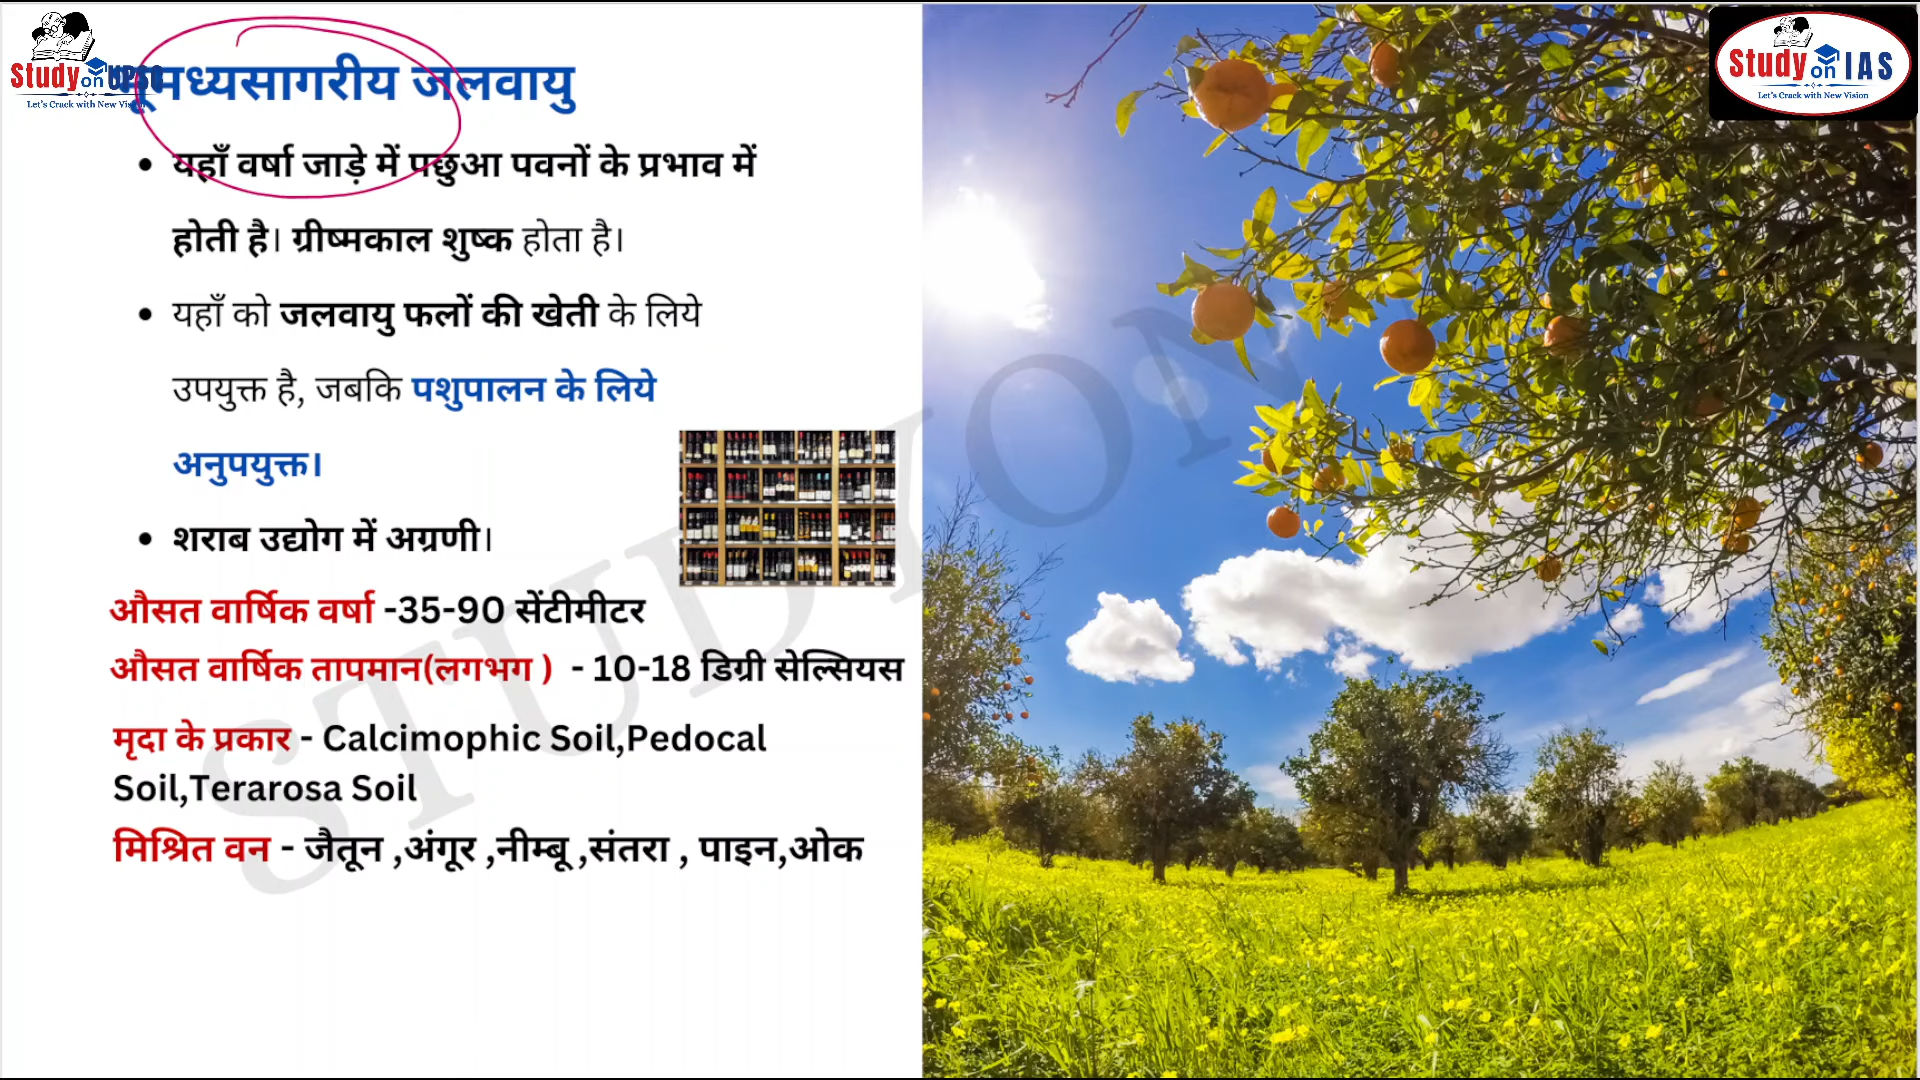 Study on UPSC
Let's Crack with New Vision
भूमध्यसागरीय जलवायु
Study on IAS
Let's Crack with New Vision
• यहाँ वर्षा जाड़े में पछुआ पवनों के प्रभाव में
होती है। ग्रीष्मकाल शुष्क होता है।
• यहाँ को जलवायु फलों की खेती के लिये
उपयुक्त है, जबकि पशुपालन के लिये
अनुपयुक्त।
• शराब उद्योग में अग्रणी।
औसत वार्षिक वर्षा -35-90 सेंटीमीटर
औसत वार्षिक तापमान(लगभग ) - 10-18 डिग्री सेल्सियस
मृदा के प्रकार - Calcimophic Soil,Pedocal
Soil,Terarosa Soil
मिश्रित वन - जैतून ,अंगूर ,नीम्बू ,संतरा , पाइन,ओक
STUDYON